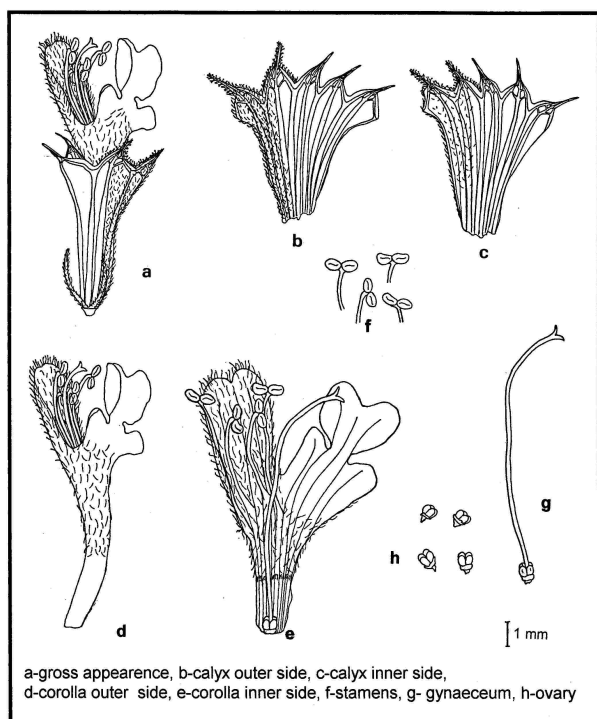 a
b
c
f
d
e
g
h
1 mm
a-gross appearence, b-calyx outer side, c-calyx inner side,
d-corolla outer side, e-corolla inner side, f-stamens, g- gynaeceum, h-ovary